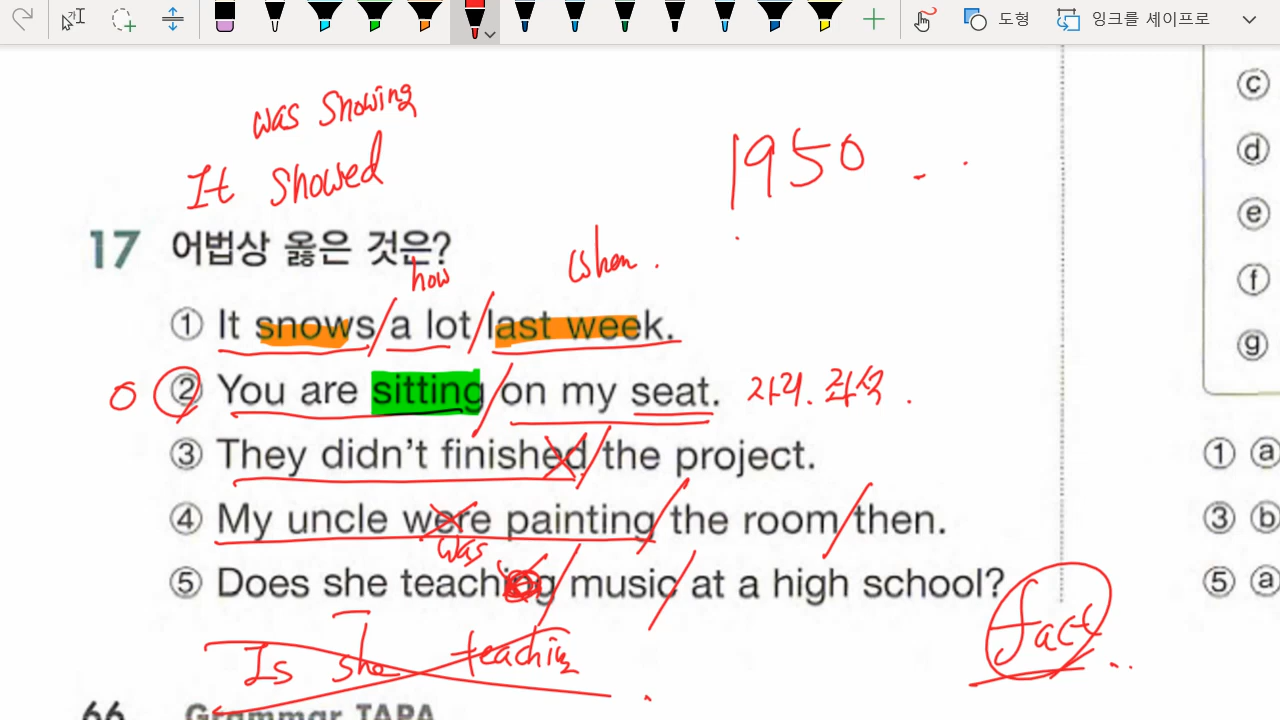 도형
잉크를 셰이프로
was showing
It showed
1950 . .
17 어법상 옳은 것은?
how
when .
① It snows a lot last week.
② You are sitting on my seat. 자리. 좌석 .
③ They didn't finished the project.
④ My uncle were painting the room then.
was
⑤ Does she teaching music at a high school?
Is she teaching
fact
66 Grammar TAPA
ⓒ
ⓓ
ⓔ
ⓕ
ⓖ
① ⓐ
③ ⓑ
⑤ ⓐ